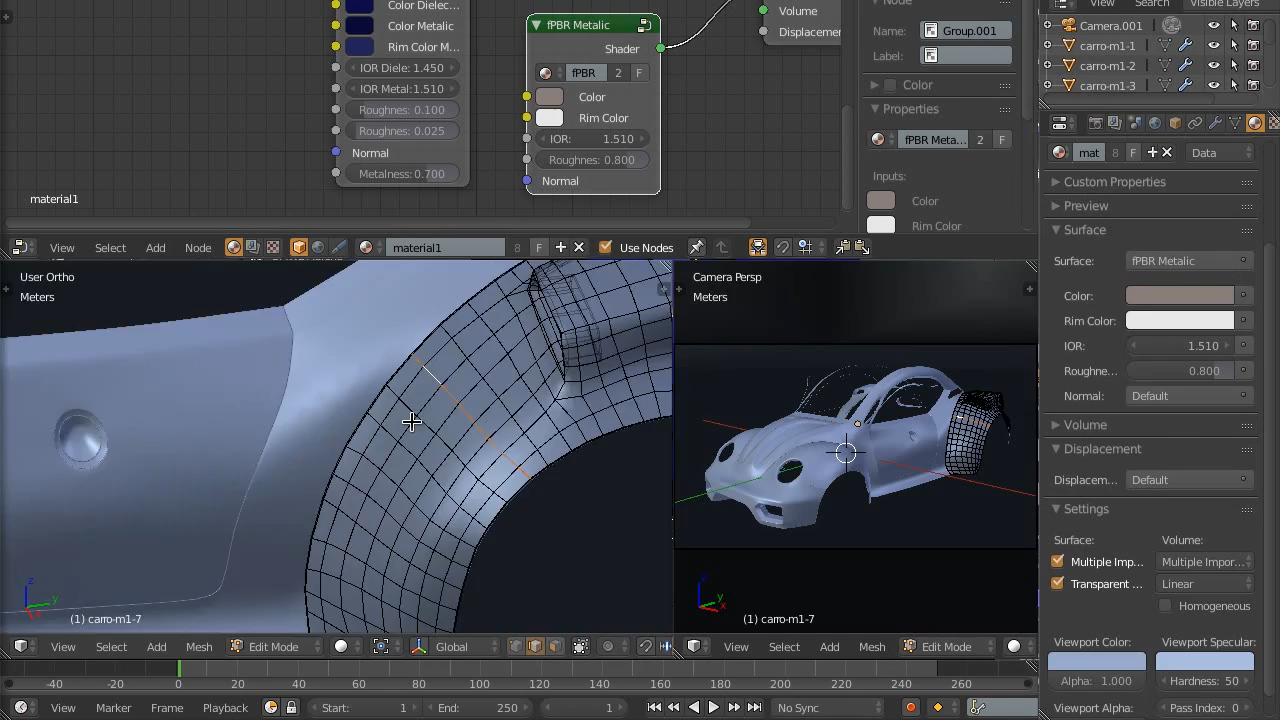 Color Dielec...
Color Metalic
Rim Color M...
IOR Diele: 1.450
IOR Metal:1.510
Roughnes: 0.100
Roughnes: 0.025
Normal
Metalness:0.700
material1
fPBR Metalic
Shader
fPBR 2 F
Color
Rim Color
IOR: 1.510
Roughnes: 0.800
Normal
Volume
Displacemen
Node
Name: Group.001
Label:
Color
Properties
fPBR Meta... 2 F
Inputs:
Color
Rim Color
View Search Visible Layers
Camera.001
carro-m1-1
carro-m1-2
carro-m1-3
mat 8 F Data
Custom Properties
Preview
Surface
Surface: fPBR Metalic
Color:
Rim Color:
IOR: 1.510
Roughne... 0.800
Normal: Default
Volume
Displacement
Displacem... Default
Settings
Surface: Volume:
Multiple Imp... Multiple Impor...
Transparent ... Linear
Homogeneous
Viewport Color: Viewport Specular:
Alpha: 1.000 Hardness: 50
Viewport Alpha: Pass Index: 0
View Select Add Node material1 8 F Use Nodes
User Ortho
Meters
(1) carro-m1-7
z
y
x
Camera Persp
Meters
(1) carro-m1-7
z
y
x
View Select Add Mesh Edit Mode Global
View Select Add Mesh Edit Mode
-40 -20 0 20 40 60 80 100 120 140 160 180 200 220 240 260
View Marker Frame Playback Start: 1 End: 250 1 No Sync